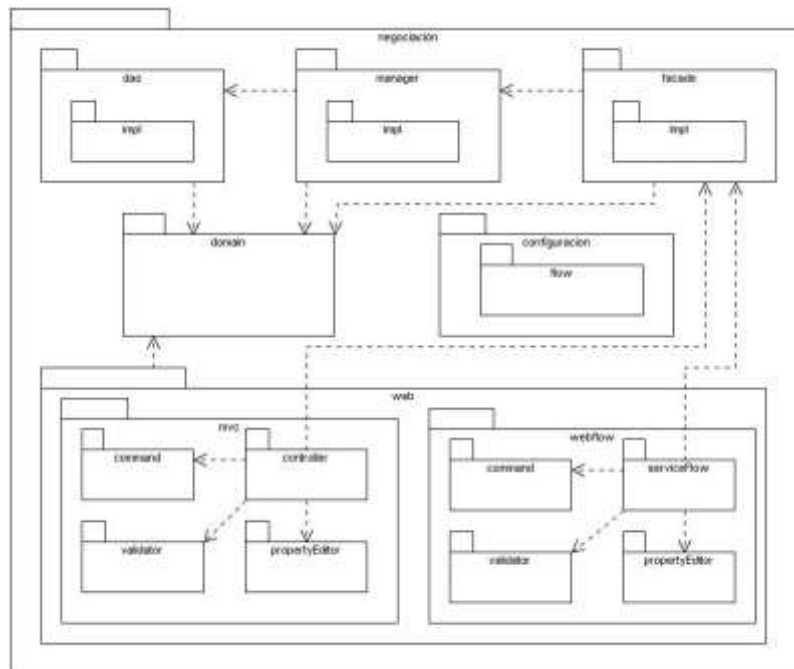 negociación
dao
manager
facade
impl
impl
impl
domain
configuracion
flow
web
mvc
webflow
command
controller
command
serviceFlow
validator
propertyEditor
validator
propertyEditor